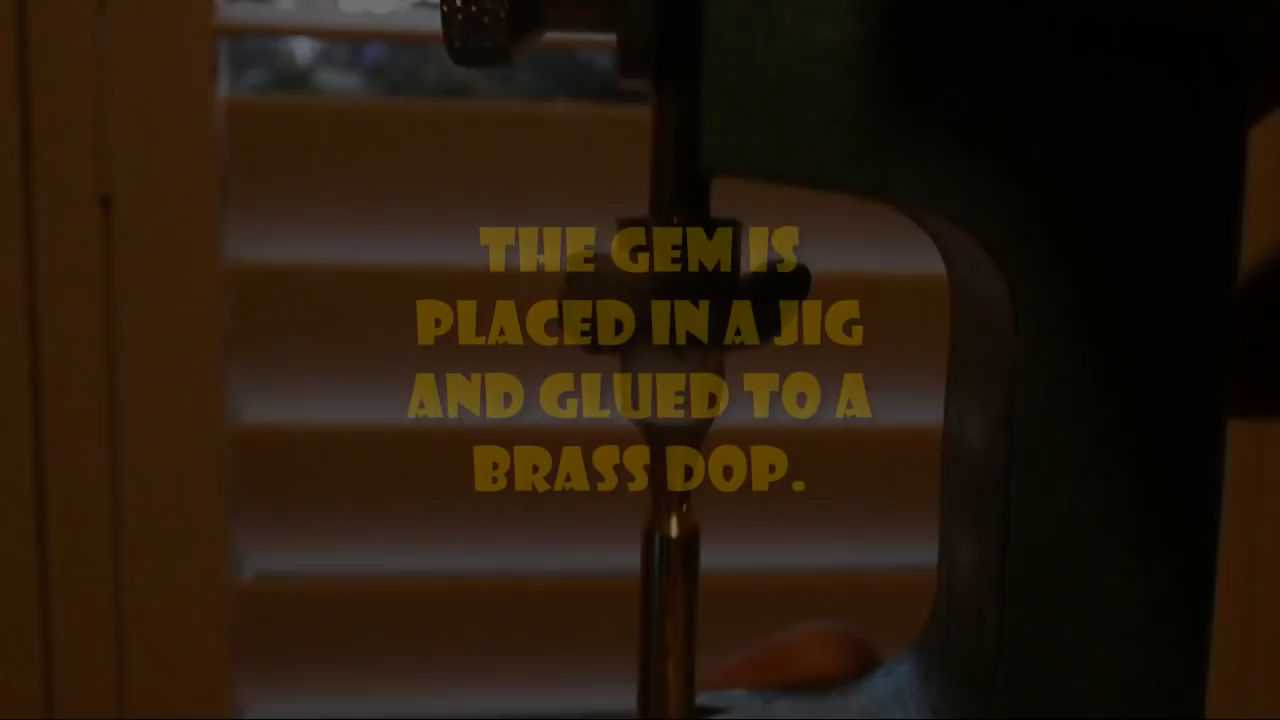 THE GEM IS
PLACED IN A JIG
AND GLUED TO A
BRASS DOP.